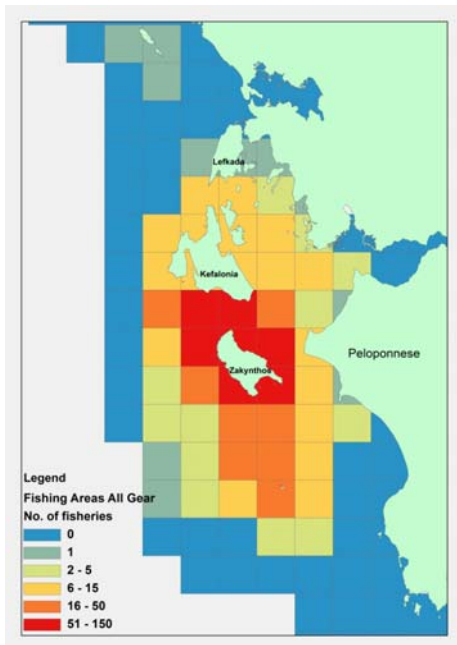 Lefkada
Kefalonia
Peloponnese
Zakynthos
Legend
Fishing Areas All Gear
No. of fisheries
0
1
2 - 5
6 - 15
16 - 50
51 - 150